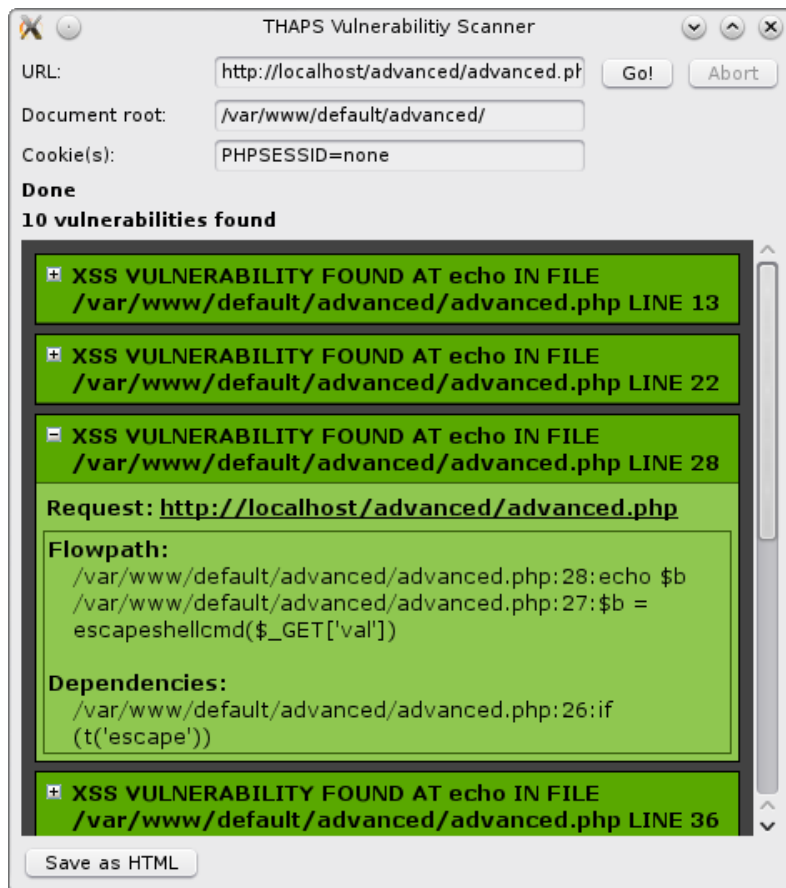 THAPS Vulnerabilitiy Scanner
URL: http://localhost/advanced/advanced.ph Go! Abort
Document root: /var/www/default/advanced/
Cookie(s): PHPSESSID=none
Done
10 vulnerabilities found
XSS VULNERABILITY FOUND AT echo IN FILE
/var/www/default/advanced/advanced.php LINE 13
XSS VULNERABILITY FOUND AT echo IN FILE
/var/www/default/advanced/advanced.php LINE 22
XSS VULNERABILITY FOUND AT echo IN FILE
/var/www/default/advanced/advanced.php LINE 28
Request: http://localhost/advanced/advanced.php
Flowpath:
/var/www/default/advanced/advanced.php:28:echo $b
/var/www/default/advanced/advanced.php:27:$b =
escapeshellcmd($_GET['val'])
Dependencies:
/var/www/default/advanced/advanced.php:26:if
(t('escape'))
XSS VULNERABILITY FOUND AT echo IN FILE
/var/www/default/advanced/advanced.php LINE 36
Save as HTML